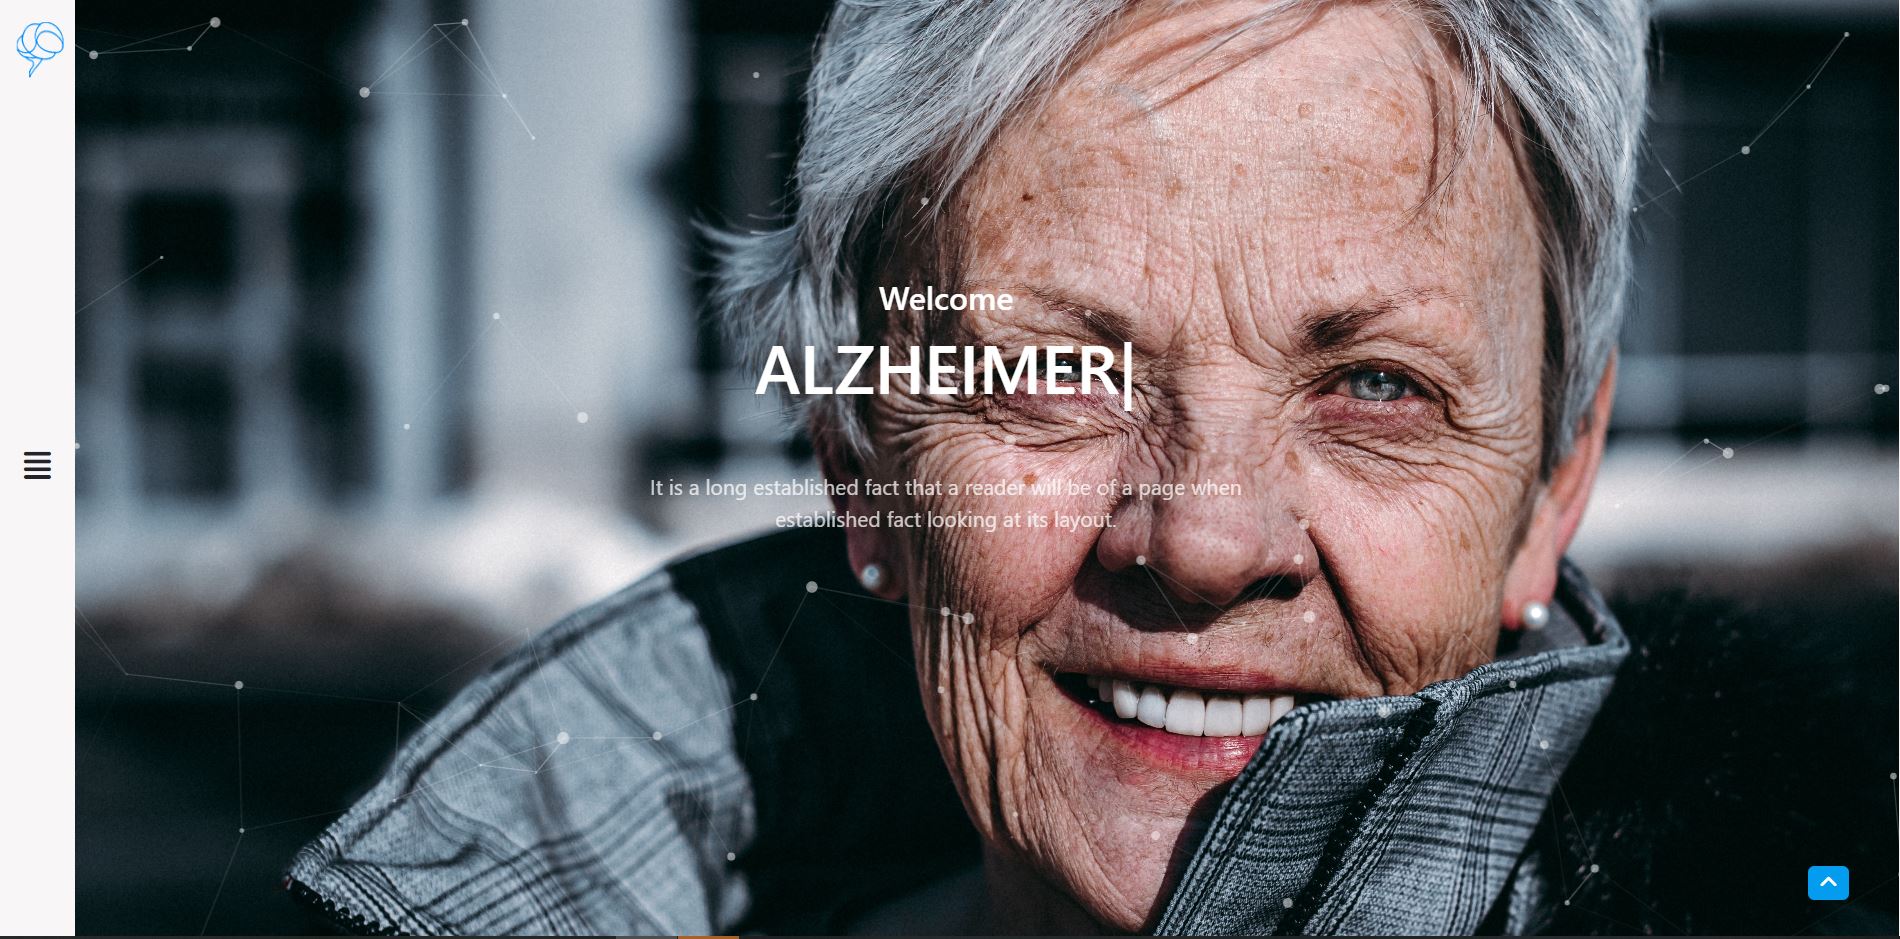 Welcome
ALZHEIMER|
It is a long established fact that a reader will be of a page when
established fact looking at its layout.